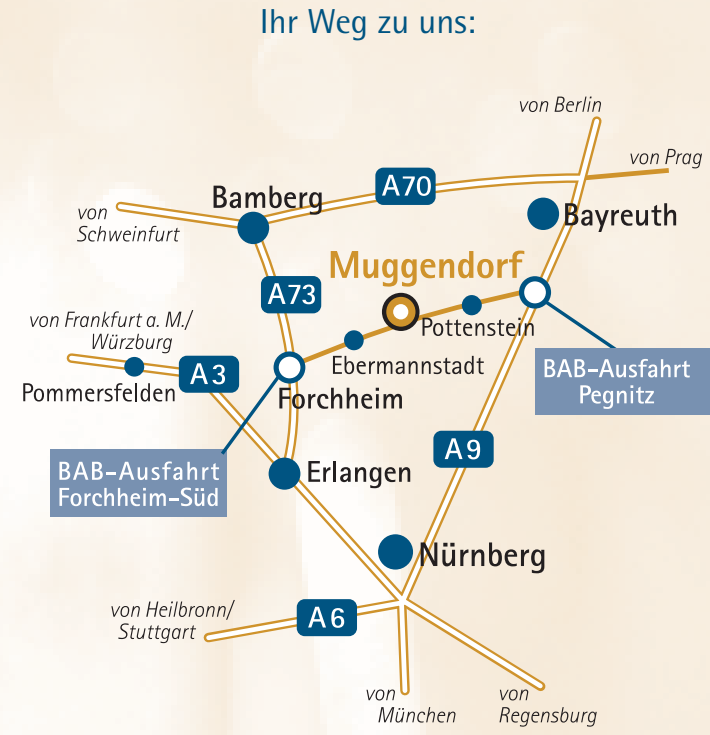 Ihr Weg zu uns:
von Berlin
von Prag
A70
Bamberg
von
Schweinfurt
Bayreuth
Muggendorf
A73
von Frankfurt a. M./
Würzburg
Pottenstein
Ebermannstadt
BAB-Ausfahrt
Pegnitz
A3
Pommersfelden
Forchheim
A9
BAB-Ausfahrt
Forchheim-Süd
Erlangen
Nürnberg
von Heilbronn/
Stuttgart
A6
von
München
von
Regensburg